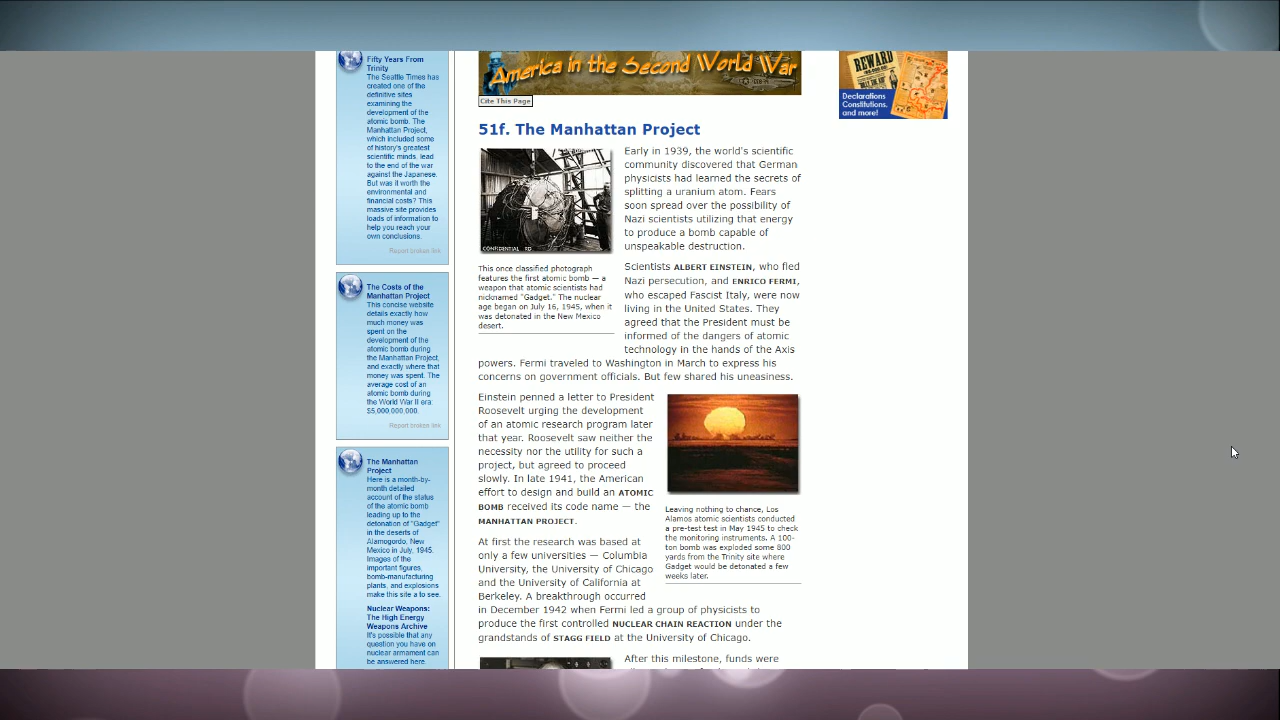 Fifty Years From
Trinity
The Seattle Times has
created one of the
definitive sites
examining the
development of the
atomic bomb. The
Manhattan Project,
which included some
of history's greatest
scientific minds, lead
to the end of the war
against the Japanese.
But was it worth the
environmental and
financial costs? This
massive site provides
loads of information to
help you reach your
own conclusions.
Report broken link
The Costs of the
Manhattan Project
This concise website
details exactly how
much money was
spent on the
development of the
atomic bomb during
the Manhattan Project,
and exactly where that
money was spent. The
average cost of an
atomic bomb during
the World War II era:
$5,000,000,000.
Report broken link
The Manhattan
Project
Here is a month-by-
month detailed
account of the status
of the atomic bomb
leading up to the
detonation of "Gadget"
in the deserts of
Alamogordo, New
Mexico in July, 1945.
Images of the
important figures,
bomb-manufacturing
plants, and explosions
make this site a to see.
Nuclear Weapons:
The High Energy
Weapons Archive
It's possible that any
question you have on
nuclear armament can
be answered here.
America in the Second World War
Cite This Page
51f. The Manhattan Project
CONFIDENTIAL RD
This once classified photograph
features the first atomic bomb — a
weapon that atomic scientists had
nicknamed "Gadget." The nuclear
age began on July 16, 1945, when it
was detonated in the New Mexico
desert.
Early in 1939, the world's scientific
community discovered that German
physicists had learned the secrets of
splitting a uranium atom. Fears
soon spread over the possibility of
Nazi scientists utilizing that energy
to produce a bomb capable of
unspeakable destruction.
Scientists ALBERT EINSTEIN, who fled
Nazi persecution, and ENRICO FERMI,
who escaped Fascist Italy, were now
living in the United States. They
agreed that the President must be
informed of the dangers of atomic
technology in the hands of the Axis
powers. Fermi traveled to Washington in March to express his
concerns on government officials. But few shared his uneasiness.
Einstein penned a letter to President
Roosevelt urging the development
of an atomic research program later
that year. Roosevelt saw neither the
necessity nor the utility for such a
project, but agreed to proceed
slowly. In late 1941, the American
effort to design and build an ATOMIC
BOMB received its code name — the
MANHATTAN PROJECT.
Leaving nothing to chance, Los
Alamos atomic scientists conducted
a pre-test test in May 1945 to check
the monitoring instruments. A 100-
ton bomb was exploded some 800
yards from the Trinity site where
Gadget would be detonated a few
weeks later.
At first the research was based at
only a few universities — Columbia
University, the University of Chicago
and the University of California at
Berkeley. A breakthrough occurred
in December 1942 when Fermi led a group of physicists to
produce the first controlled NUCLEAR CHAIN REACTION under the
grandstands of STAGG FIELD at the University of Chicago.
After this milestone, funds were
REWARD
Declarations
Constitutions,
and more!